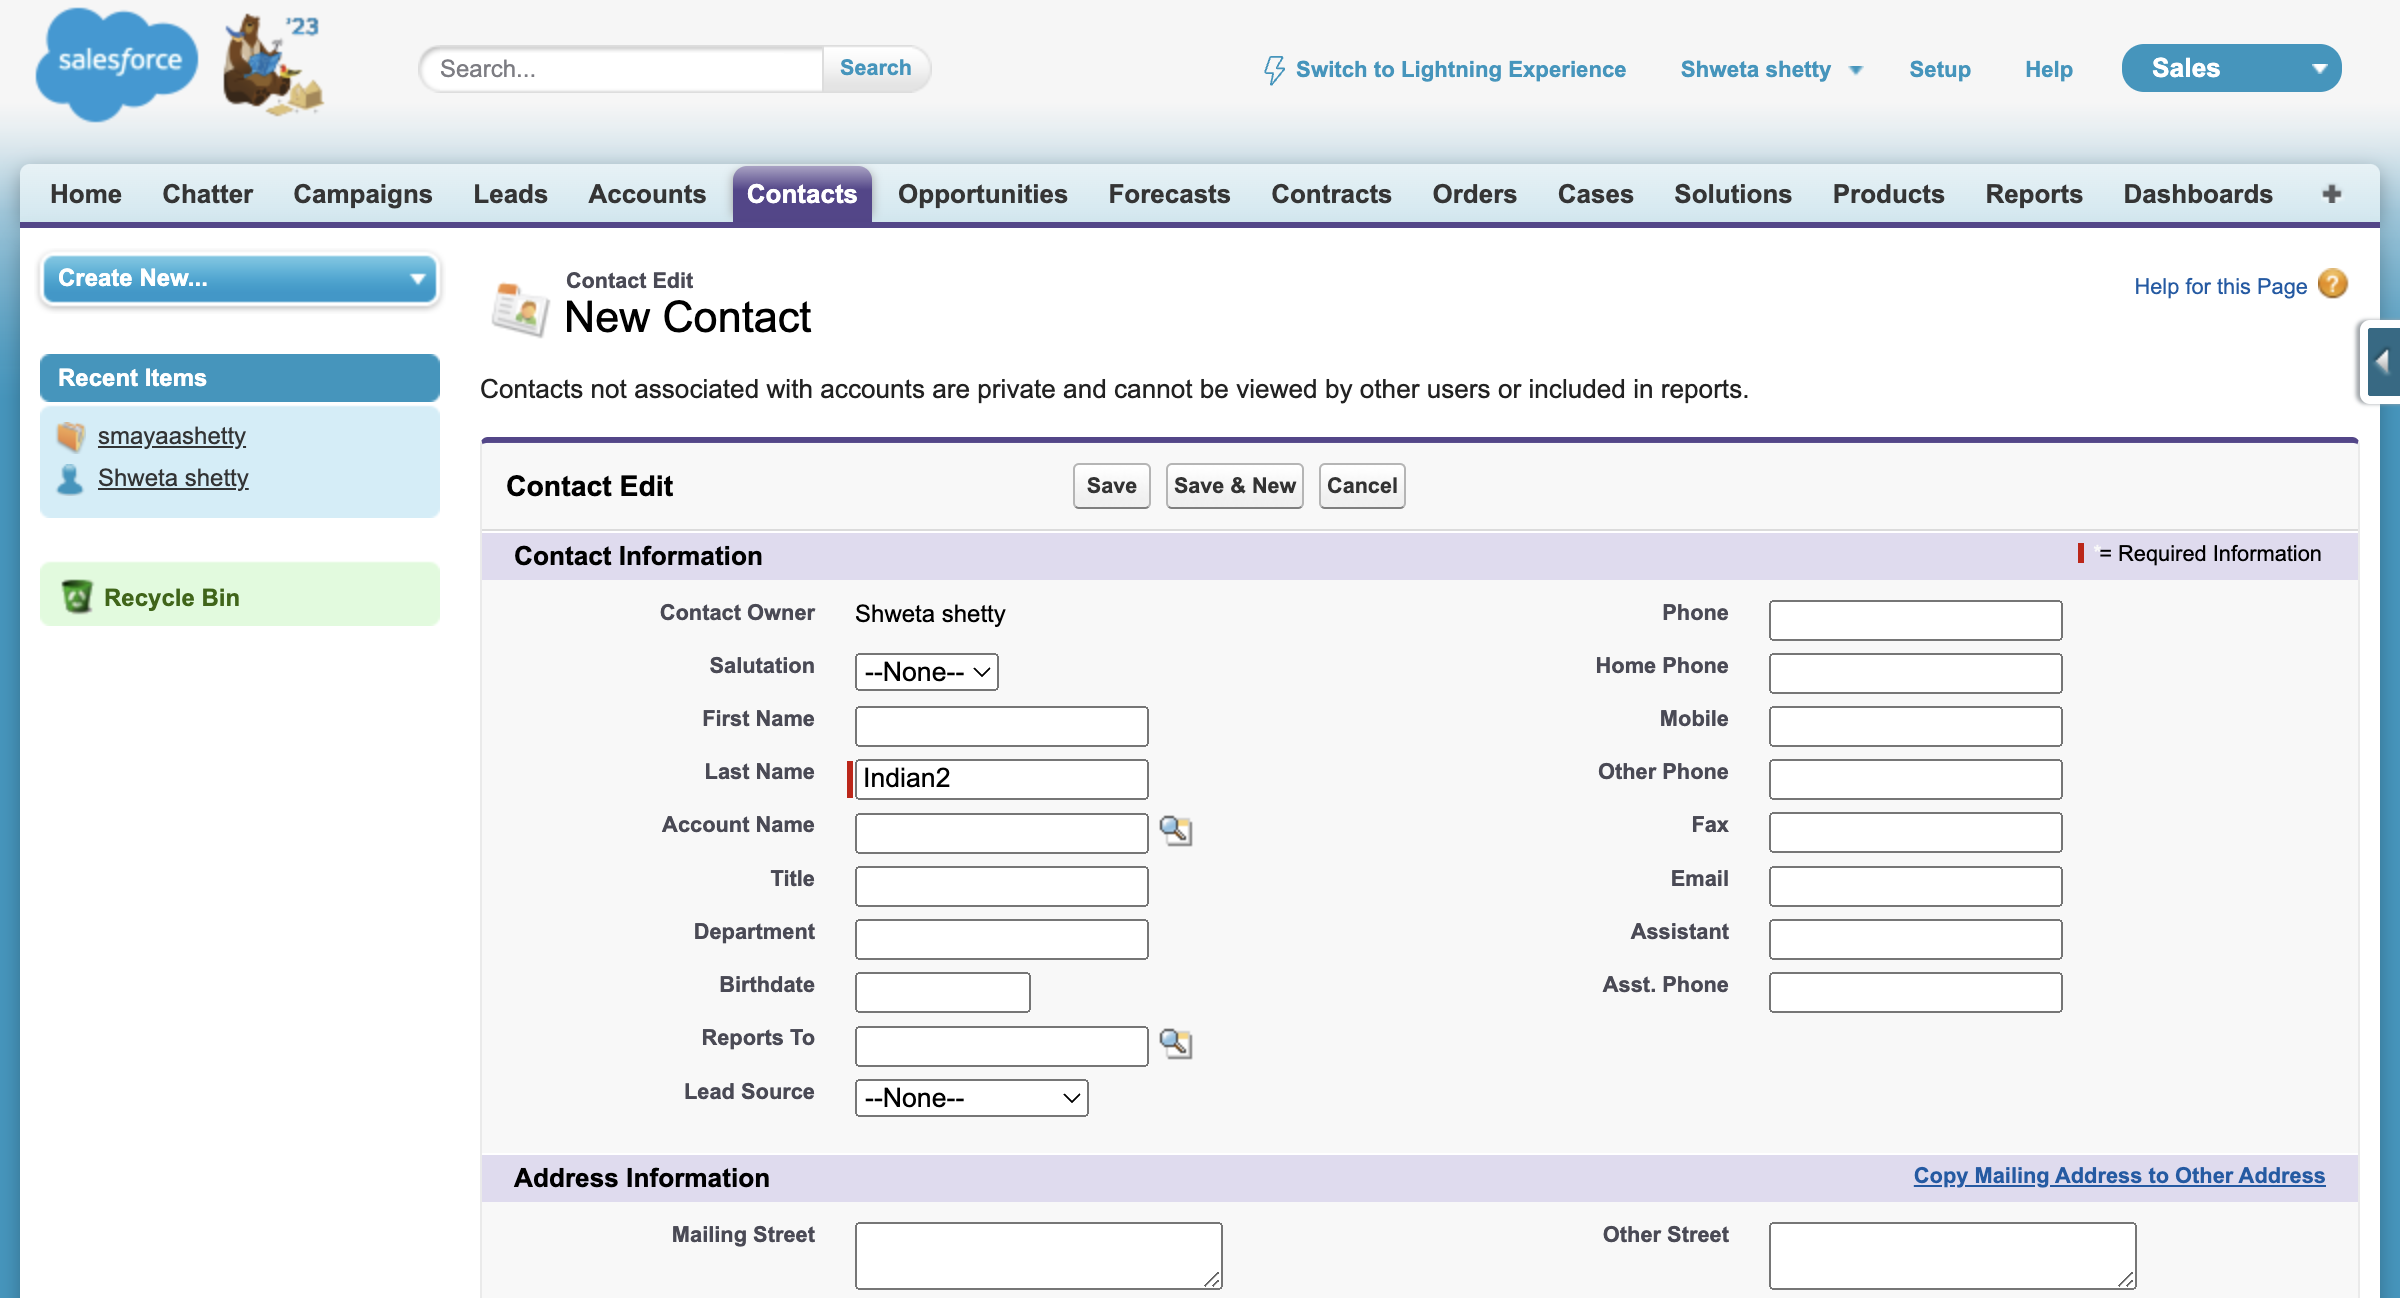 salesforce
'23
Search...
Search
Switch to Lightning Experience
Shweta shetty
Setup
Help
Sales
Home
Chatter
Campaigns
Leads
Accounts
Contacts
Opportunities
Forecasts
Contracts
Orders
Cases
Solutions
Products
Reports
Dashboards
+
Create New...
Recent Items
smayaashetty
Shweta shetty
Recycle Bin
Contact Edit
New Contact
Help for this Page ?
Contacts not associated with accounts are private and cannot be viewed by other users or included in reports.
Contact Edit
Save
Save & New
Cancel
Contact Information
*= Required Information
Contact Owner Shweta shetty
Phone
Salutation --None--
Home Phone
First Name
Mobile
Last Name Indian2
Other Phone
Account Name
Fax
Title
Email
Department
Assistant
Birthdate
Asst. Phone
Reports To
Lead Source --None--
Address Information
Copy Mailing Address to Other Address
Mailing Street
Other Street